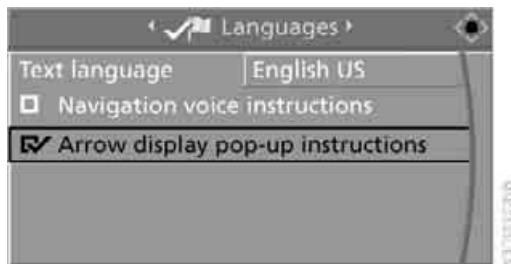 Languages
Text language English US
Navigation voice instructions
Arrow display pop-up instructions